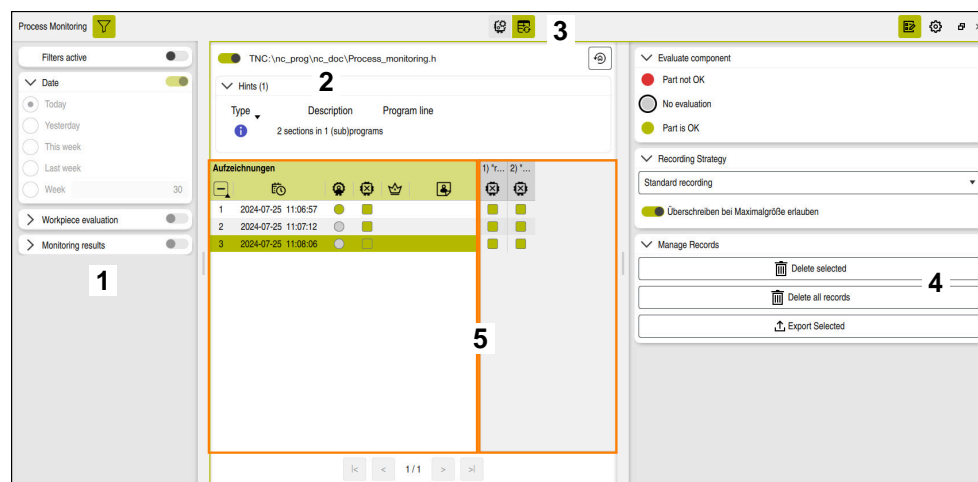 Process Monitoring
3
Filters active
Date
Today
Yesterday
This week
Last week
Week 30
Workpiece evaluation
Monitoring results
1
TNC:\nc_prog\nc_doc\Process_monitoring.h
Hints (1)
2
Type Description Program line
2 sections in 1 (sub)programs
Aufzeichnungen 1) "r... 2) "...
1 2024-07-25 11:06:57
2 2024-07-25 11:07:12
3 2024-07-25 11:08:06
5
1 / 1
Evaluate component
Part not OK
No evaluation
Part is OK
Recording Strategy
Standard recording
Überschreiben bei Maximalgröße erlauben
Manage Records
Delete selected
4
Delete all records
Export Selected